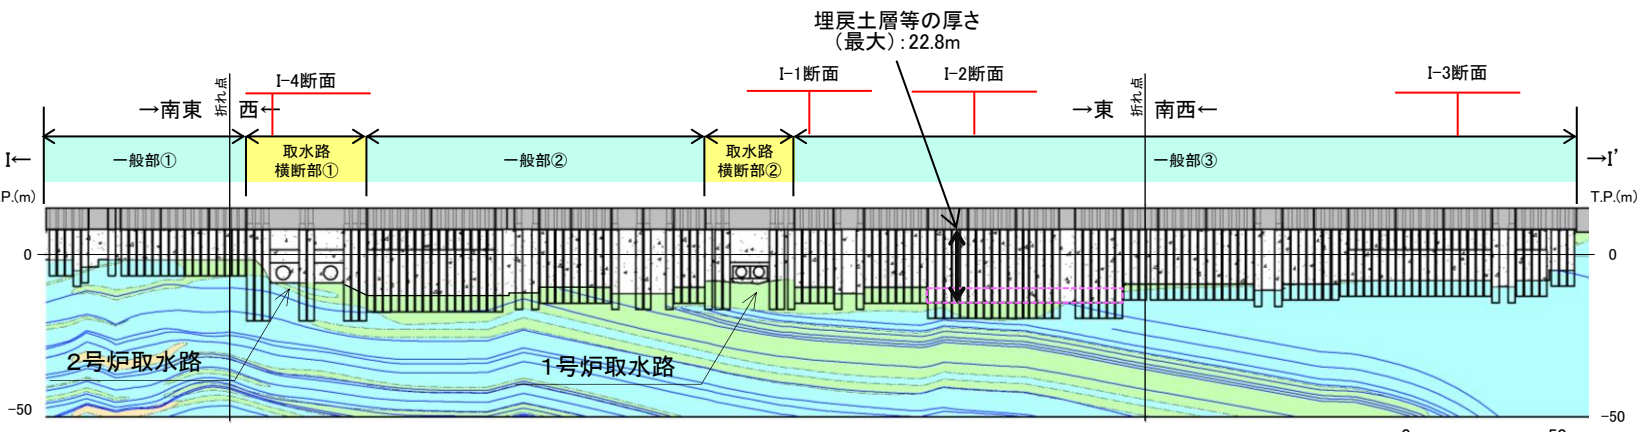 埋戻土層等の厚さ
（最大）：22.8m
I-4断面
I-1断面
I-2断面
I-3断面
→南東
折れ点
西←
→東
折れ点
南西←
I←
一般部①
取水路
横断部①
一般部②
取水路
横断部②
一般部③
→I’
.P.(m)
T.P.(m)
0
0
2号炉取水路
1号炉取水路
-50
-50